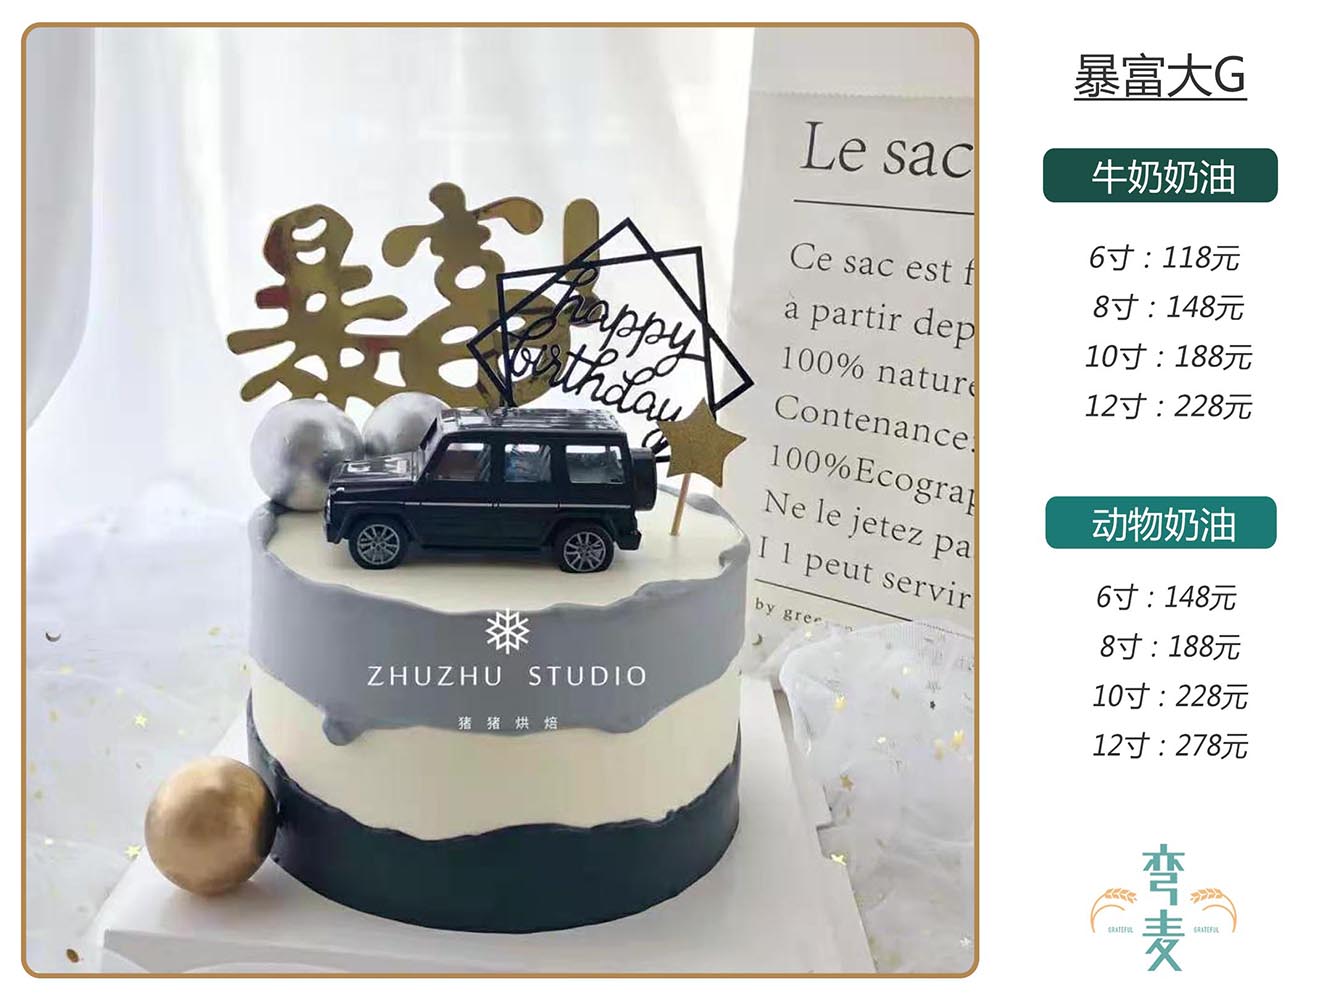 暴富!
happy
birthday
ZHUZHU STUDIO
猪猪烘焙
Le sac
Ce sac est f
à partir dep
100% nature
Contenance:
100%Ecograp
Ne le jetez pa
I 1 peut servir
by green
暴富大G
牛奶奶油
6寸：118元
8寸：148元
10寸：188元
12寸：228元
动物奶油
6寸：148元
8寸：188元
10寸：228元
12寸：278元
弯麦
GRATEFUL GRATEFUL